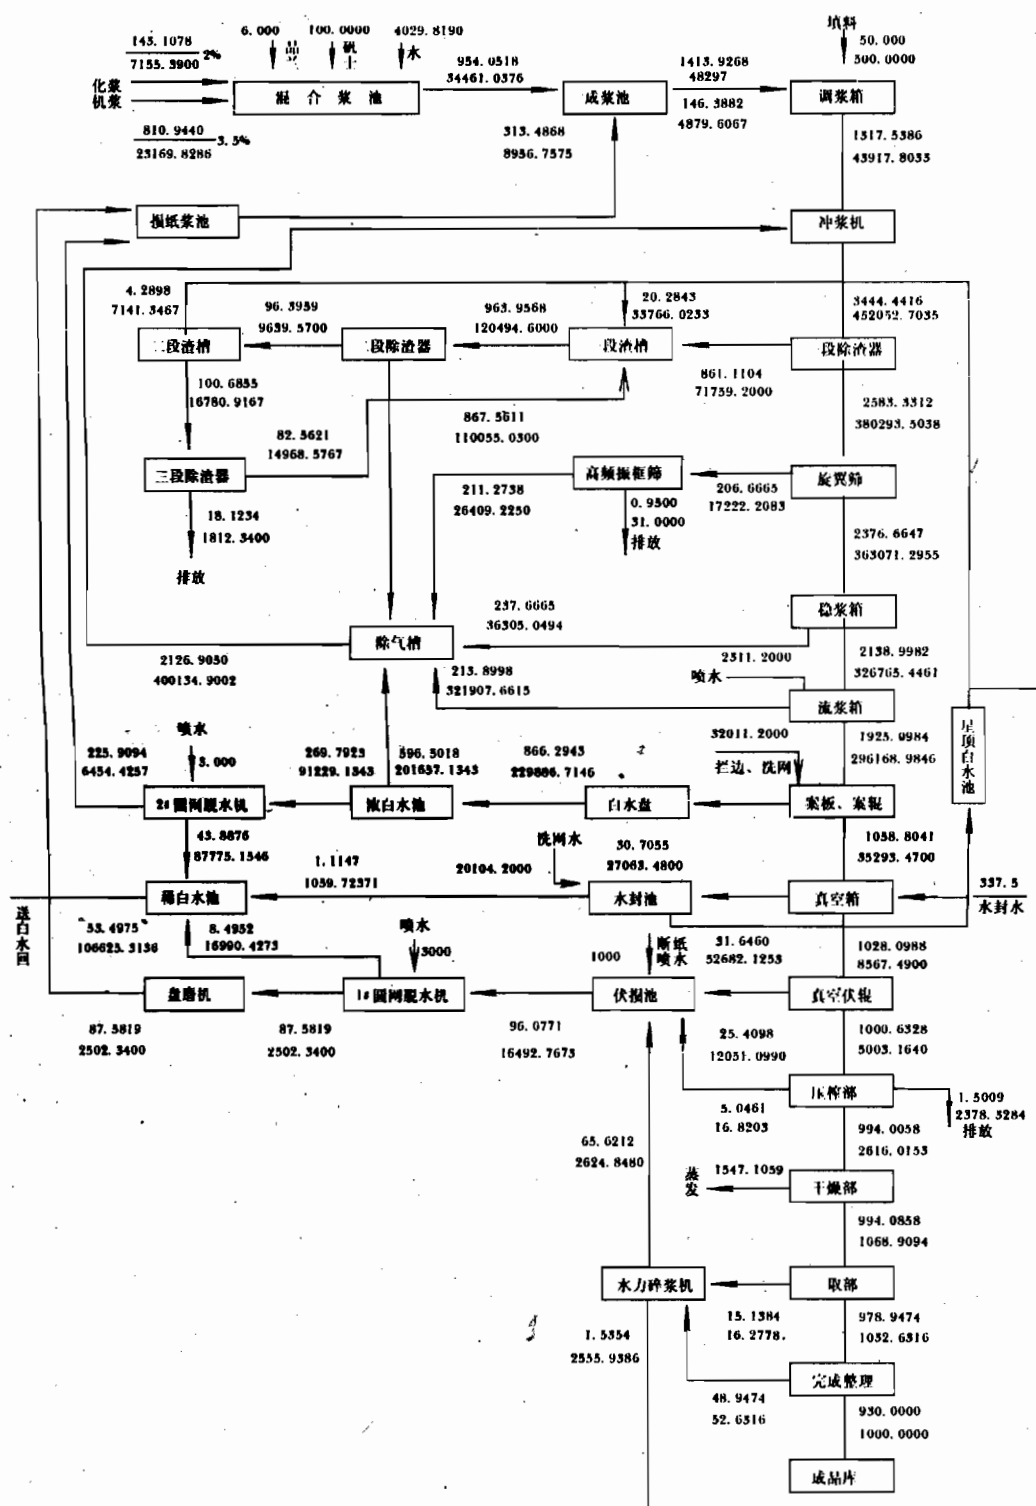 6.000
100.0000
4029.8190
填料
143.1078
2%
7155.3900
矾土
水
954.0518
34461.0376
1413.9268
48297
50.000
500.0000
化浆
机浆
混合浆池
成浆池
146.3882
4879.6067
调浆箱
810.9440
3.5%
23169.8286
313.4868
8956.7575
1317.5386
43917.8033
损纸浆池
冲浆机
4.2898
7141.3467
96.3959
9639.5700
963.9568
120494.6000
20.2843
33766.0233
3444.4416
452052.7035
二段渣槽
二段除渣器
一段渣槽
一段除渣器
100.6855
16780.9167
861.1104
71759.2000
867.5611
110055.0300
2583.3312
380293.5038
82.5621
14968.5767
三段除渣器
高频振框筛
旋翼筛
211.2738
26409.2250
0.9500
31.0000
排放
206.6665
17222.2083
18.1234
1812.3400
排放
2376.6647
363071.2955
稳浆箱
237.6665
36305.0494
除气槽
2126.9050
400134.9002
213.8998
321907.6615
2311.2000
喷水
2138.9982
326765.4461
流浆箱
喷水
225.9094
6454.4257
3.000
269.7923
91229.1343
596.5018
201637.1343
866.2943
229886.7146
32011.2000
拦边、洗网
1925.0984
296168.9846
屋顶白水池
2#圆网脱水机
浓白水池
白水盘
案板、案辊
43.8876
87775.1546
洗网水
1.1147
1059.72371
20104.2000
30.7055
27063.4800
1058.8041
35293.4700
稀白水池
水封池
真空箱
337.5
水封水
送白水回
53.4975
106625.3136
8.4952
16990.4273
喷水
3000
1000
断纸喷水
31.6460
52682.1253
1028.0988
8567.4900
盘磨机
1#圆网脱水机
伏损池
真空伏辊
87.5819
2502.3400
87.5819
2502.3400
96.0771
16492.7673
25.4098
12051.0990
1000.6328
5003.1640
压榨部
5.0461
16.8203
1.5009
2378.3284
排放
65.6212
2624.8480
994.0058
2616.0153
蒸发
1547.1059
干燥部
994.0858
1068.9094
水力碎浆机
取部
1.5354
2555.9386
15.1384
16.2778
978.9474
1052.6316
完成整理
48.9474
52.6316
930.0000
1000.0000
成品库